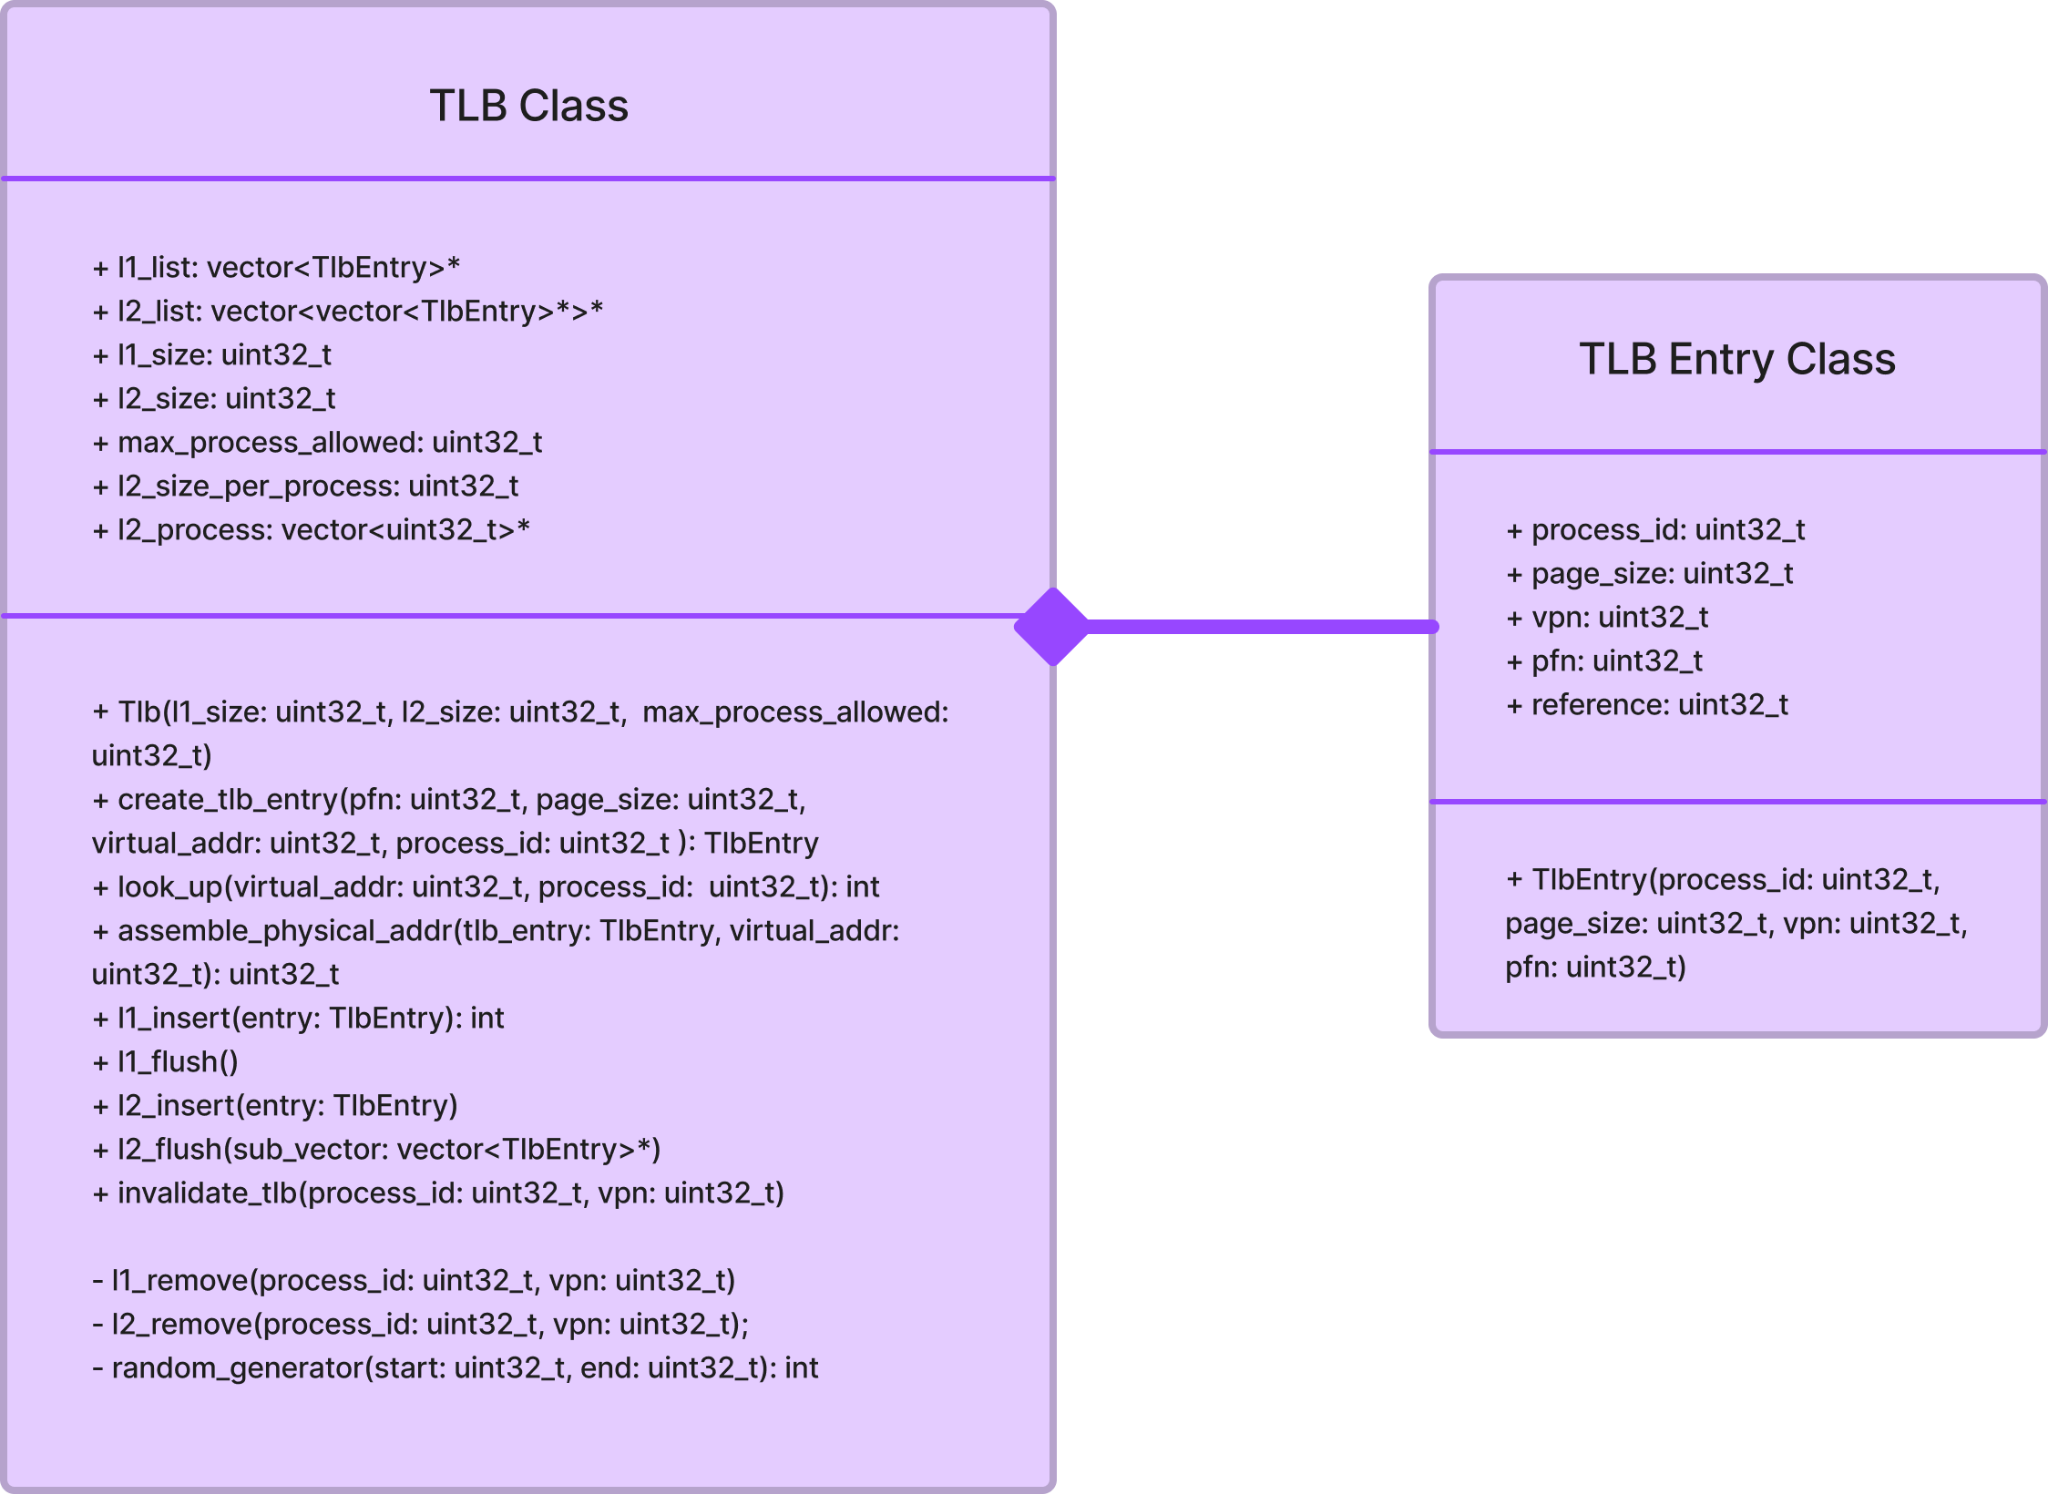 TLB Class
+ l1_list: vector<TlbEntry>*
+ l2_list: vector<vector<TlbEntry>*>*
+ l1_size: uint32_t
+ l2_size: uint32_t
+ max_process_allowed: uint32_t
+ l2_size_per_process: uint32_t
+ l2_process: vector<uint32_t>*
+ Tlb(l1_size: uint32_t, l2_size: uint32_t,  max_process_allowed:
uint32_t)
+ create_tlb_entry(pfn: uint32_t, page_size: uint32_t,
virtual_addr: uint32_t, process_id: uint32_t ): TlbEntry
+ look_up(virtual_addr: uint32_t, process_id:  uint32_t): int
+ assemble_physical_addr(tlb_entry: TlbEntry, virtual_addr:
uint32_t): uint32_t
+ l1_insert(entry: TlbEntry): int
+ l1_flush()
+ l2_insert(entry: TlbEntry)
+ l2_flush(sub_vector: vector<TlbEntry>*)
+ invalidate_tlb(process_id: uint32_t, vpn: uint32_t)
- l1_remove(process_id: uint32_t, vpn: uint32_t)
- l2_remove(process_id: uint32_t, vpn: uint32_t);
- random_generator(start: uint32_t, end: uint32_t): int
TLB Entry Class
+ process_id: uint32_t
+ page_size: uint32_t
+ vpn: uint32_t
+ pfn: uint32_t
+ reference: uint32_t
+ TlbEntry(process_id: uint32_t,
page_size: uint32_t, vpn: uint32_t,
pfn: uint32_t)